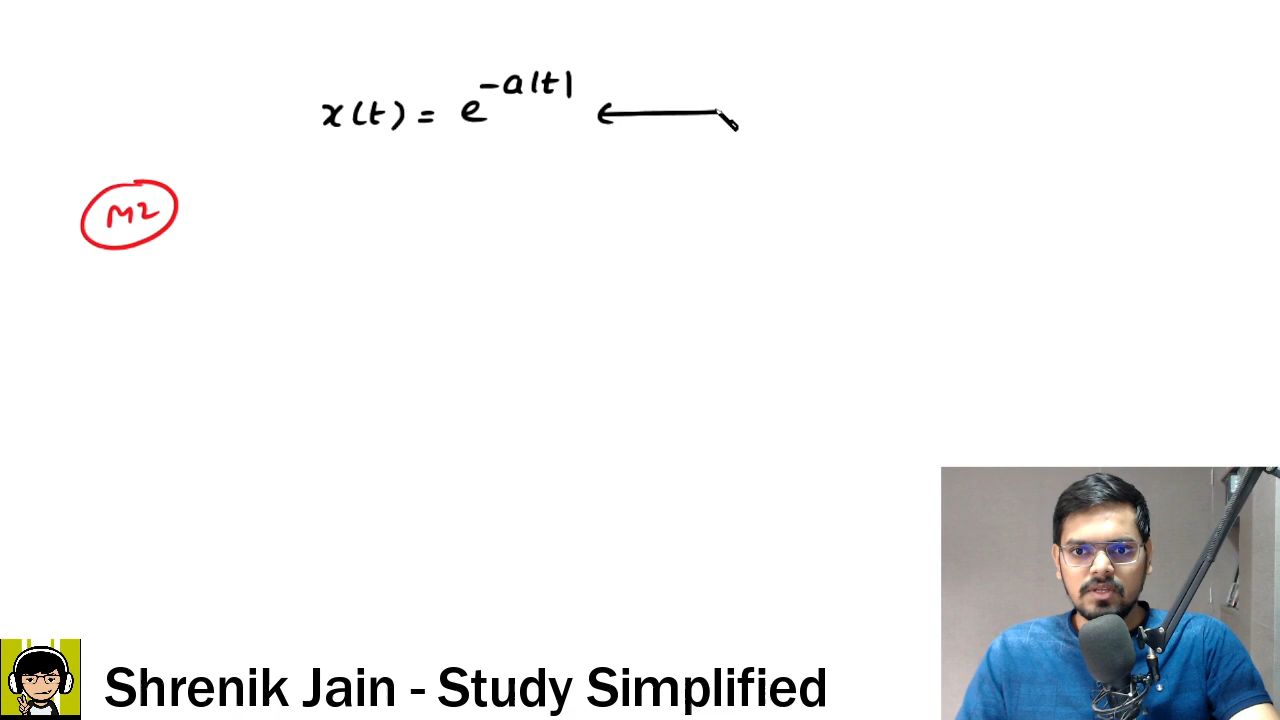 x(t) = e^{-a|t|} ⟵⟶
M2
Shrenik Jain - Study Simplified